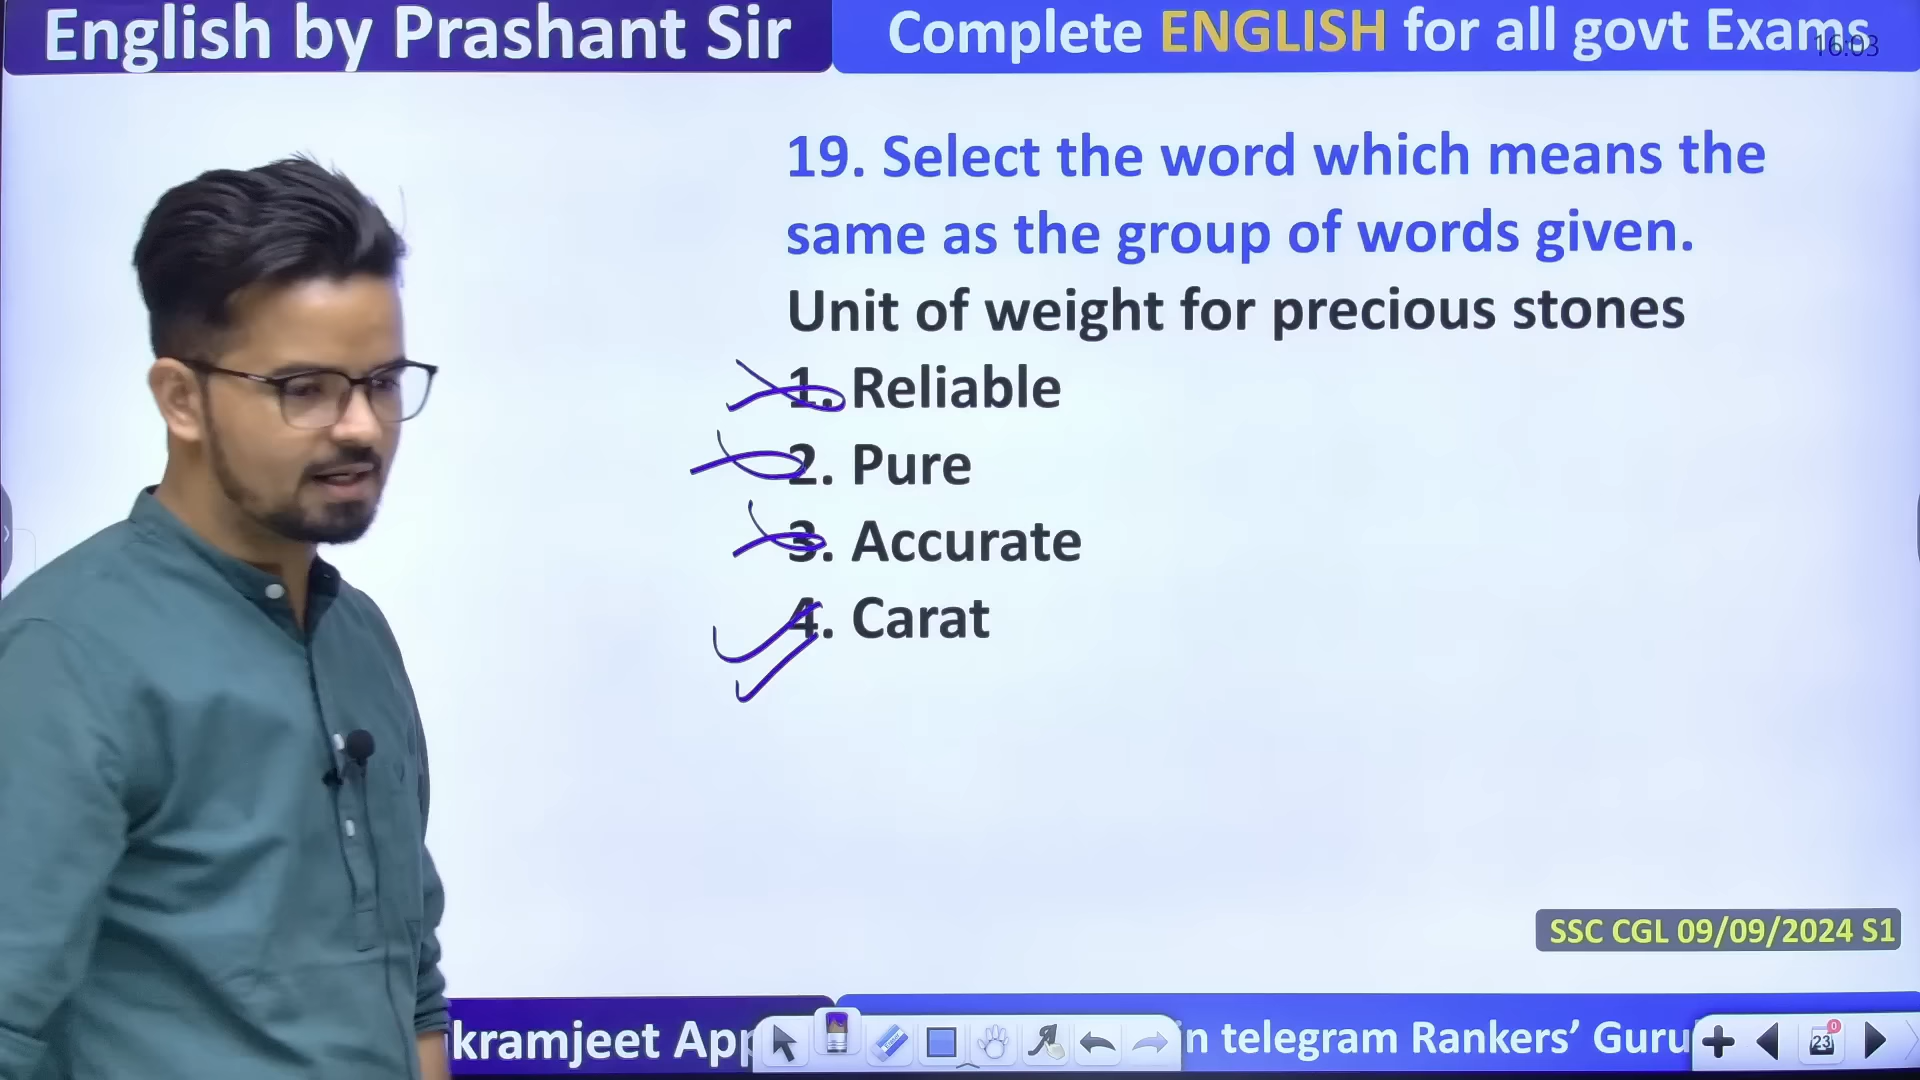 English by Prashant Sir
Complete ENGLISH for all govt Exams
16:03
19. Select the word which means the
same as the group of words given.
Unit of weight for precious stones
1. Reliable
2. Pure
3. Accurate
4. Carat
SSC CGL 09/09/2024 S1
kramjeet App
in telegram Rankers’ Guru
23
0